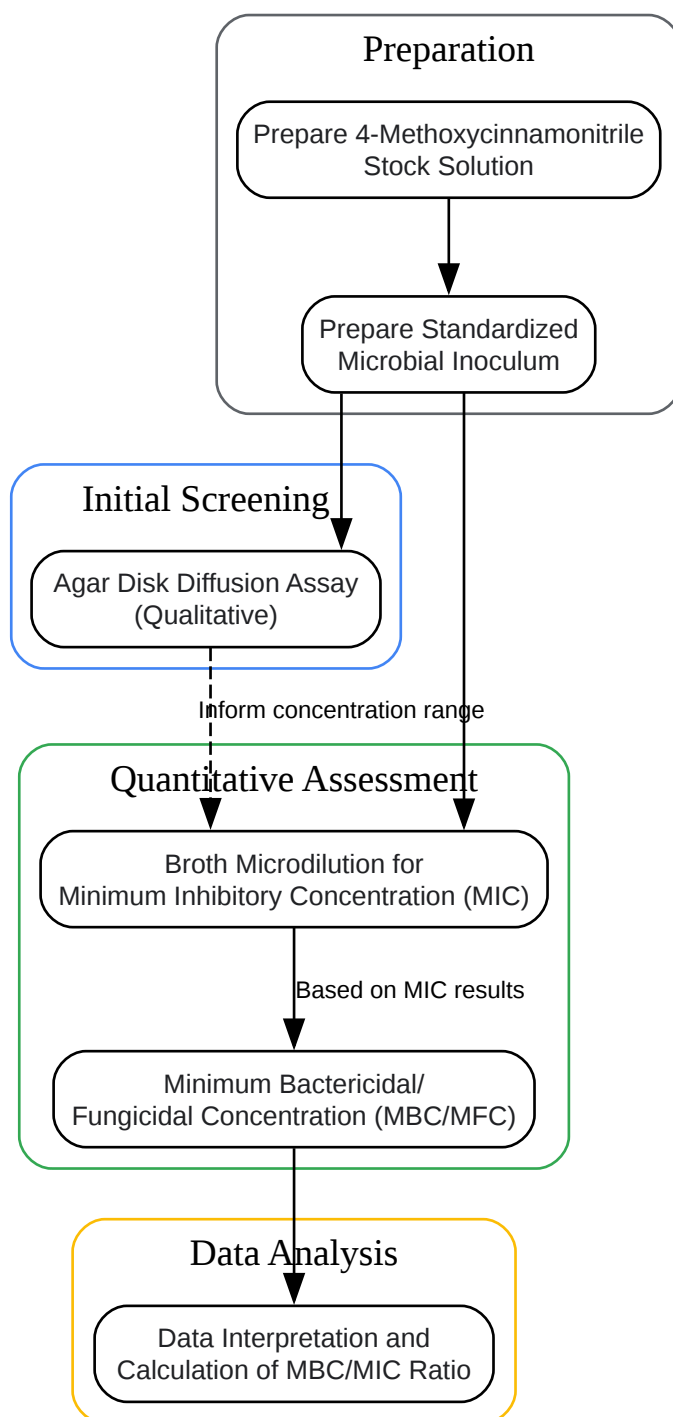 Preparation
Prepare 4-Methoxycinnamonitrile
Stock Solution
Prepare Standardized
Microbial Inoculum
Initial Screening
Agar Disk Diffusion Assay
(Qualitative)
Inform concentration range
Quantitative Assessment
Broth Microdilution for
Minimum Inhibitory Concentration (MIC)
Based on MIC results
Minimum Bactericidal/
Fungicidal Concentration (MBC/MFC)
Data Analysis
Data Interpretation and
Calculation of MBC/MIC Ratio